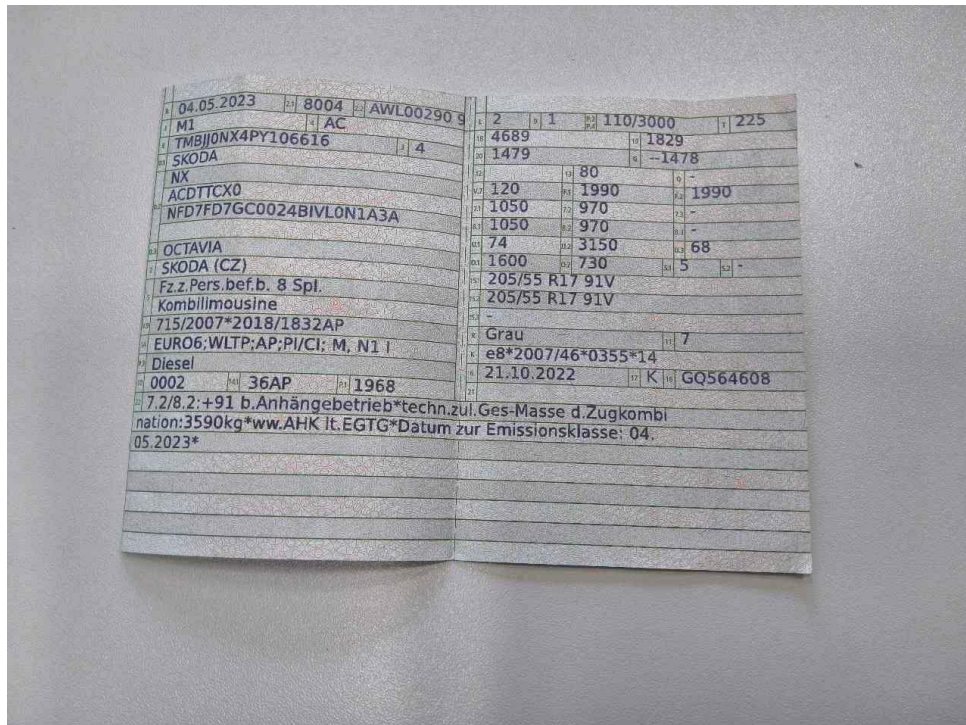 04.05.2023 8004 AWL00290 9
M1 AC
TMBJJ0NX4PY106616 4
SKODA
NX
ACDTTCX0
NFD7FD7GC0024BIVL0N1A3A
OCTAVIA
SKODA (CZ)
Fz.z.Pers.bef.b. 8 Spl.
Kombilimousine
715/2007*2018/1832AP
EURO6;WLTP;AP;PI/CI; M, N1 I
Diesel
0002 36AP 1968
2 1 110/3000 225
4689 1829
1479 --1478
80 -
120 1990 1990
1050 970 -
1050 970 -
74 3150 68
1600 730 5 -
205/55 R17 91V
205/55 R17 91V
-
Grau 7
e8*2007/46*0355*14
21.10.2022 K GQ564608
7.2/8.2:+91 b.Anhängebetrieb*techn.zul.Ges-Masse d.Zugkombi
nation:3590kg*ww.AHK lt.EGTG*Datum zur Emissionsklasse: 04.
05.2023*